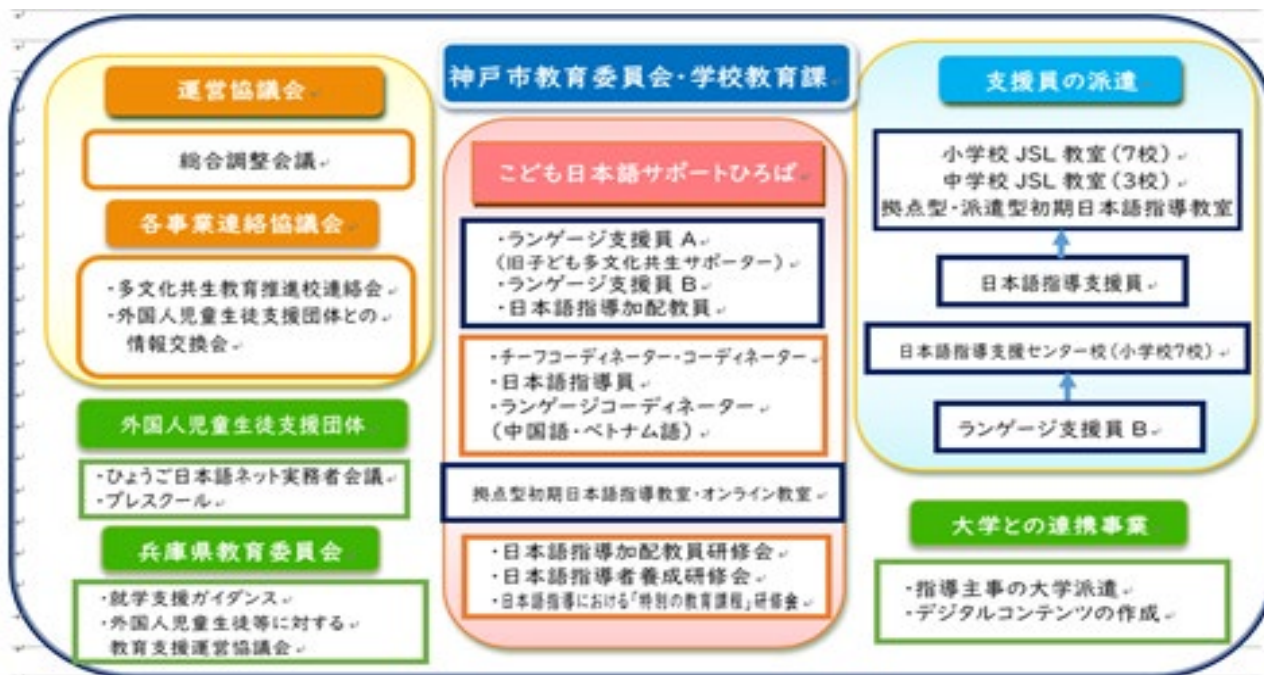 運営協議会
総合調整会議
各事業連絡協議会
・多文化共生教育推進校連絡会
・外国人児童生徒支援団体との
情報交換会
外国人児童生徒支援団体
・ひょうご日本語ネット実務者会議
・プレスクール
兵庫県教育委員会
・就学支援ガイダンス
・外国人児童生徒等に対する
教育支援運営協議会
神戸市教育委員会・学校教育課
こども日本語サポートひろば
・ランゲージ支援員 A
(旧子ども多文化共生サポーター)
・ランゲージ支援員 B
・日本語指導加配教員
・チーフコーディネーター・コーディネーター
・日本語指導員
・ランゲージコーディネーター
(中国語・ベトナム語)
拠点型初期日本語指導教室・オンライン教室
・日本語指導加配教員研修会
・日本語指導者養成研修会
・日本語指導における「特別の教育課程」研修会
支援員の派遣
小学校 JSL 教室(7校)
中学校 JSL 教室(3校)
拠点型・派遣型初期日本語指導教室
日本語指導支援員
日本語指導支援センター校(小学校7校)
ランゲージ支援員 B
大学との連携事業
・指導主事の大学派遣
・デジタルコンテンツの作成